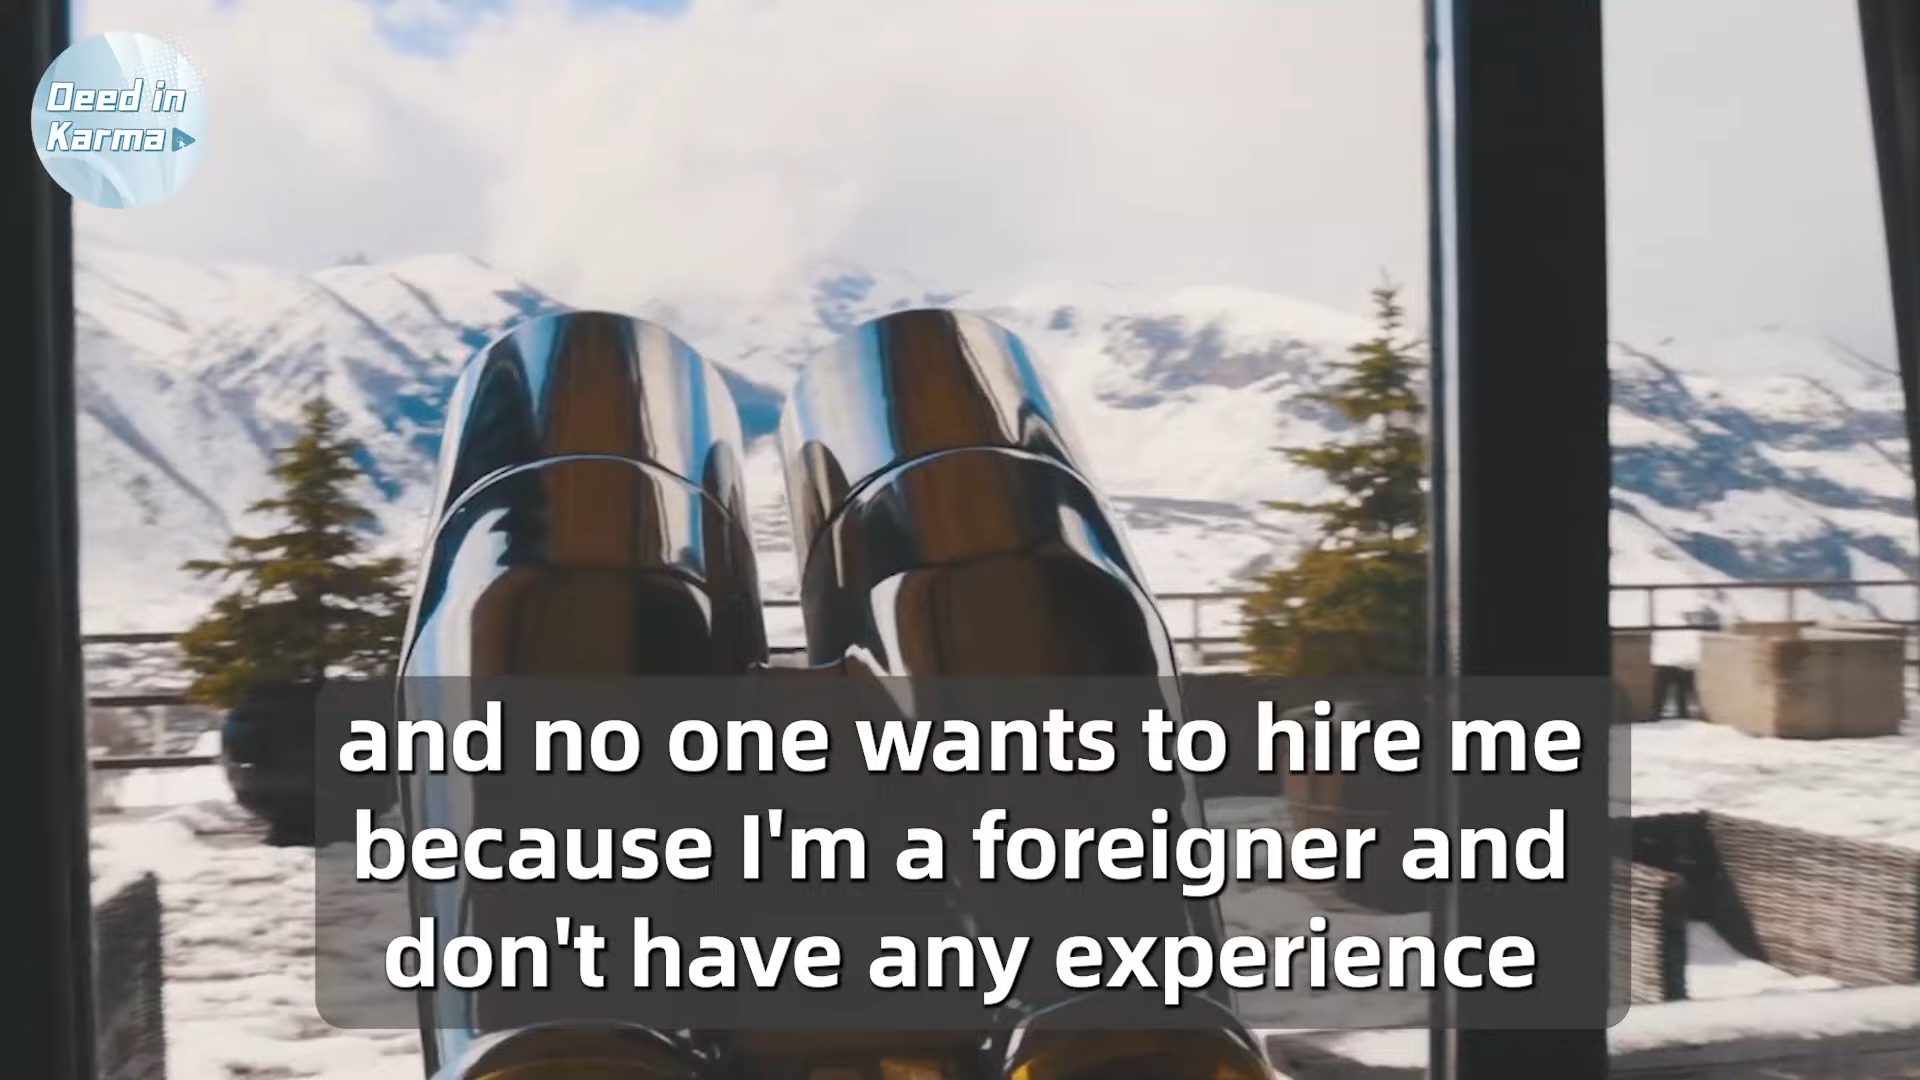 Deed in
Karma
and no one wants to hire me
because I'm a foreigner and
don't have any experience